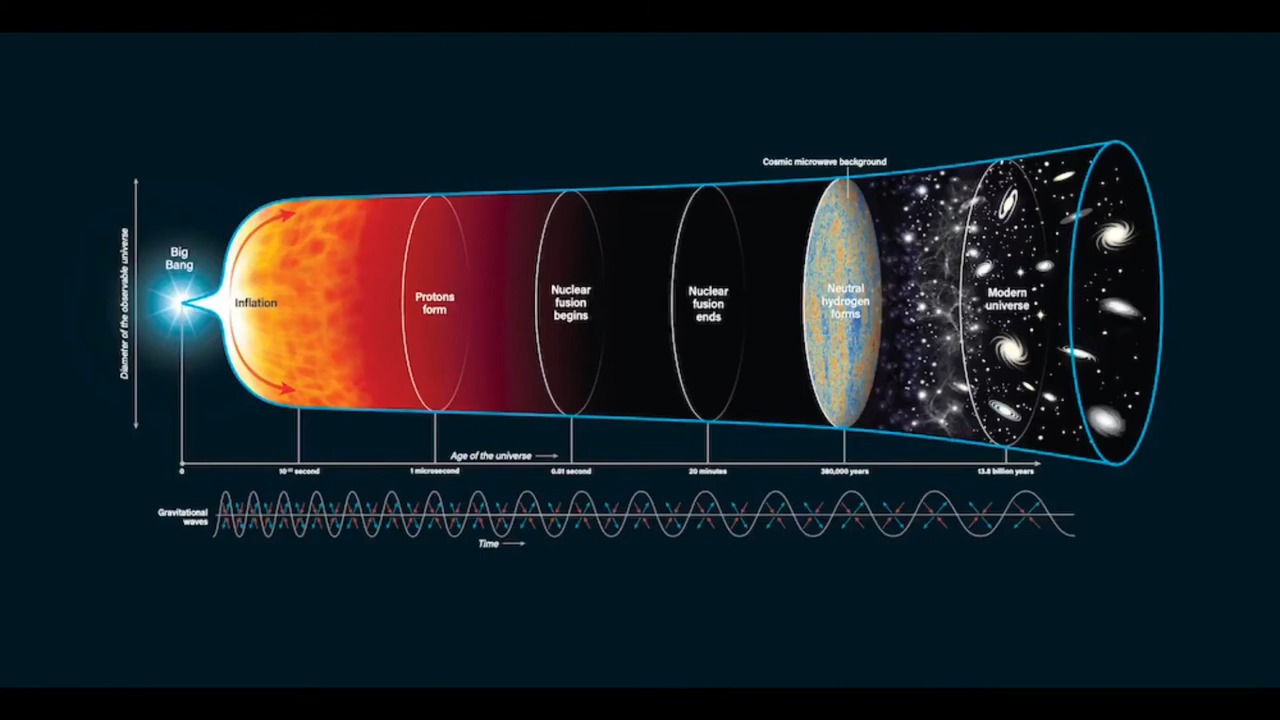 Cosmic microwave background
Diameter of the observable universe
Big
Bang
Inflation
Protons
form
Nuclear
fusion
begins
Nuclear
fusion
ends
Neutral
hydrogen
forms
Modern
universe
Age of the universe
0
second
1 microsecond
0.01 second
20 minutes
380,000 years
13.8 billion years
Gravitational
waves
Time